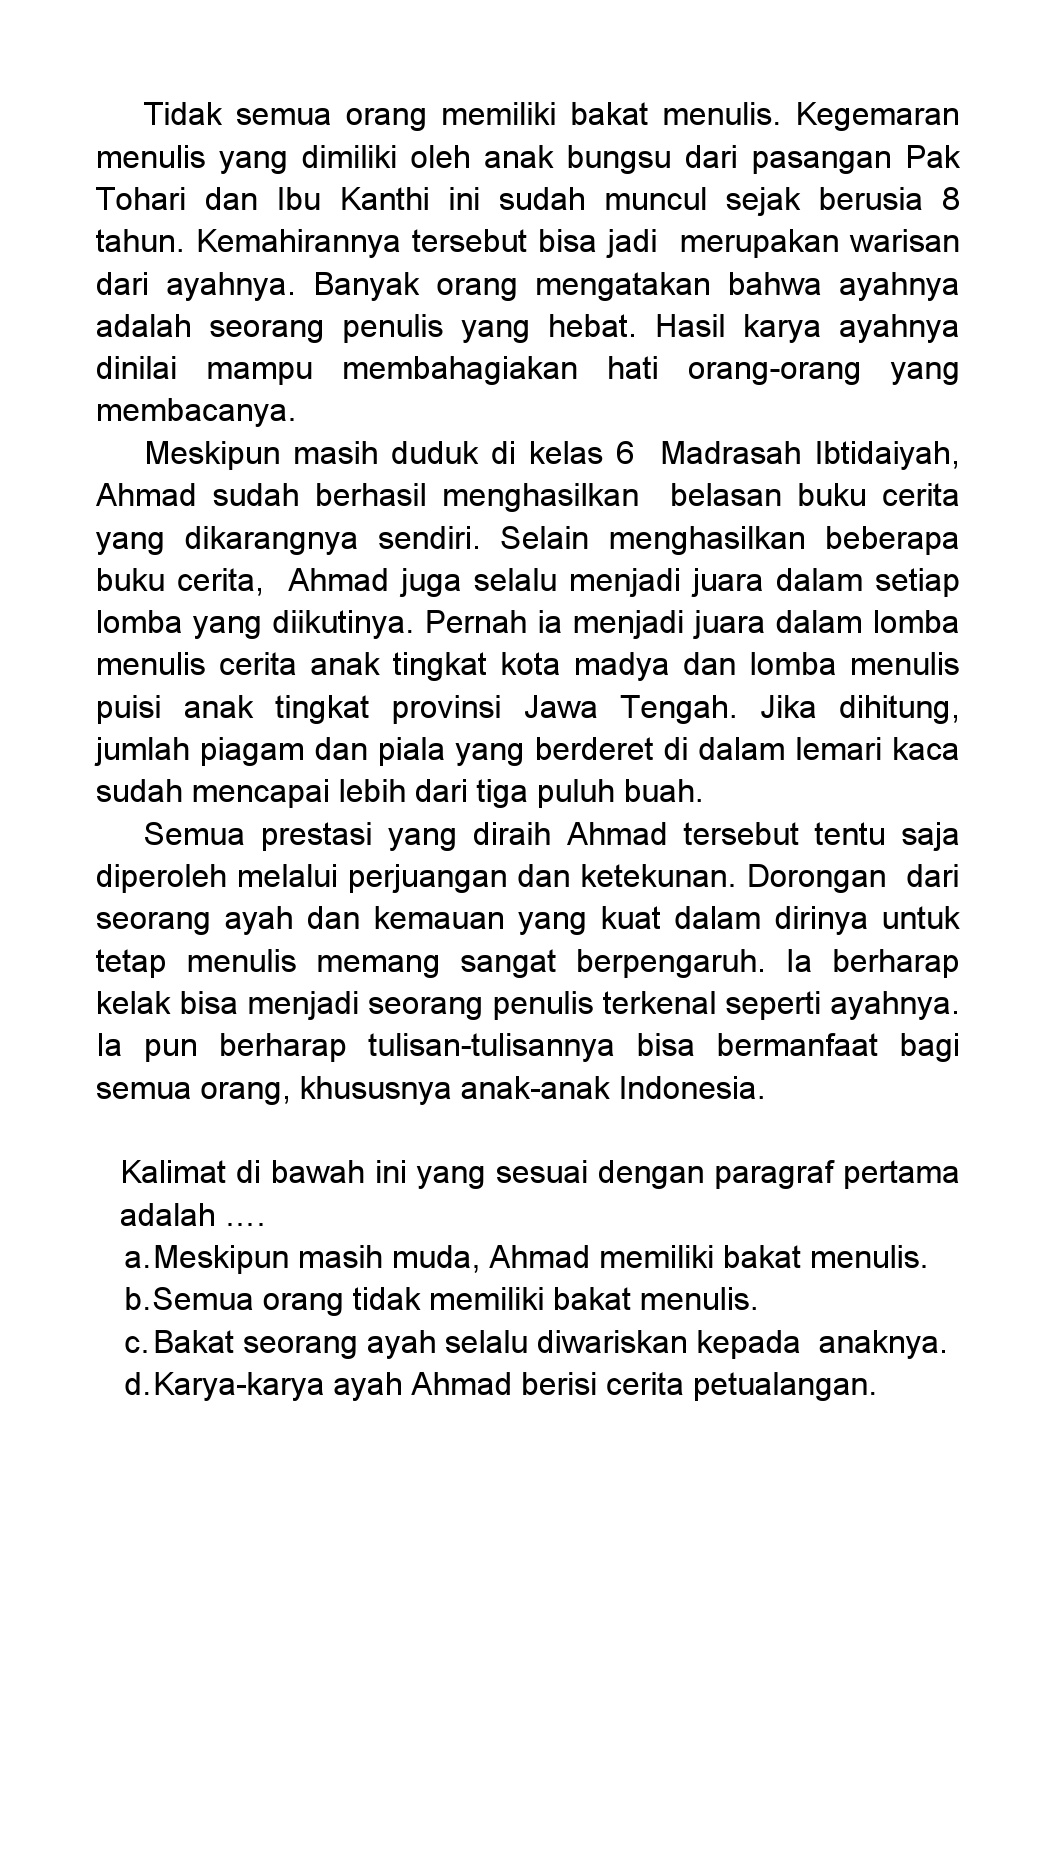 Tidak semua orang memiliki bakat menulis. Kegemaran
menulis yang dimiliki oleh anak bungsu dari pasangan Pak
Tohari dan Ibu Kanthi ini sudah muncul sejak berusia 8
tahun. Kemahirannya tersebut bisa jadi merupakan warisan
dari ayahnya. Banyak orang mengatakan bahwa ayahnya
adalah seorang penulis yang hebat. Hasil karya ayahnya
dinilai mampu membahagiakan hati orang-orang yang
membacanya.
Meskipun masih duduk di kelas 6 Madrasah Ibtidaiyah,
Ahmad sudah berhasil menghasilkan belasan buku cerita
yang dikarangnya sendiri. Selain menghasilkan beberapa
buku cerita, Ahmad juga selalu menjadi juara dalam setiap
lomba yang diikutinya. Pernah ia menjadi juara dalam lomba
menulis cerita anak tingkat kota madya dan lomba menulis
puisi anak tingkat provinsi Jawa Tengah. Jika dihitung,
jumlah piagam dan piala yang berderet di dalam lemari kaca
sudah mencapai lebih dari tiga puluh buah.
Semua prestasi yang diraih Ahmad tersebut tentu saja
diperoleh melalui perjuangan dan ketekunan. Dorongan dari
seorang ayah dan kemauan yang kuat dalam dirinya untuk
tetap menulis memang sangat berpengaruh. Ia berharap
kelak bisa menjadi seorang penulis terkenal seperti ayahnya.
Ia pun berharap tulisan-tulisannya bisa bermanfaat bagi
semua orang, khususnya anak-anak Indonesia.
Kalimat di bawah ini yang sesuai dengan paragraf pertama
adalah ….
a. Meskipun masih muda, Ahmad memiliki bakat menulis.
b. Semua orang tidak memiliki bakat menulis.
c. Bakat seorang ayah selalu diwariskan kepada anaknya.
d. Karya-karya ayah Ahmad berisi cerita petualangan.